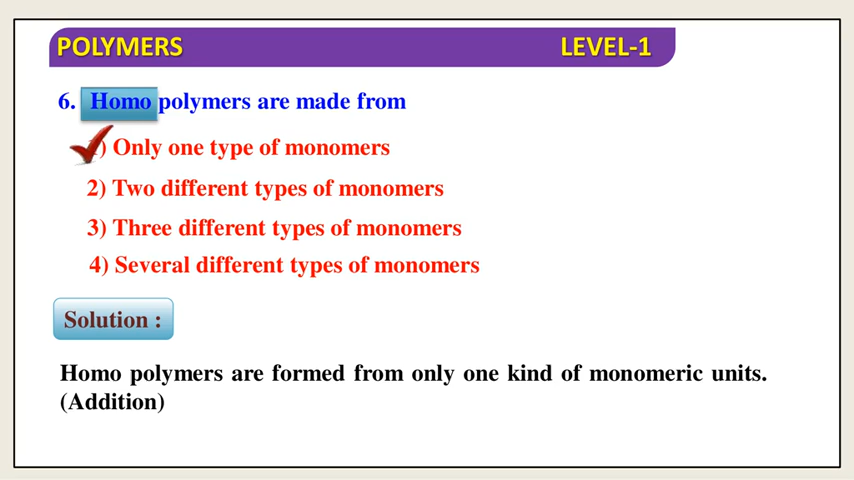 POLYMERS LEVEL-1
6. Homo polymers are made from
) Only one type of monomers
2) Two different types of monomers
3) Three different types of monomers
4) Several different types of monomers
Solution :
Homo polymers are formed from only one kind of monomeric units.
(Addition)